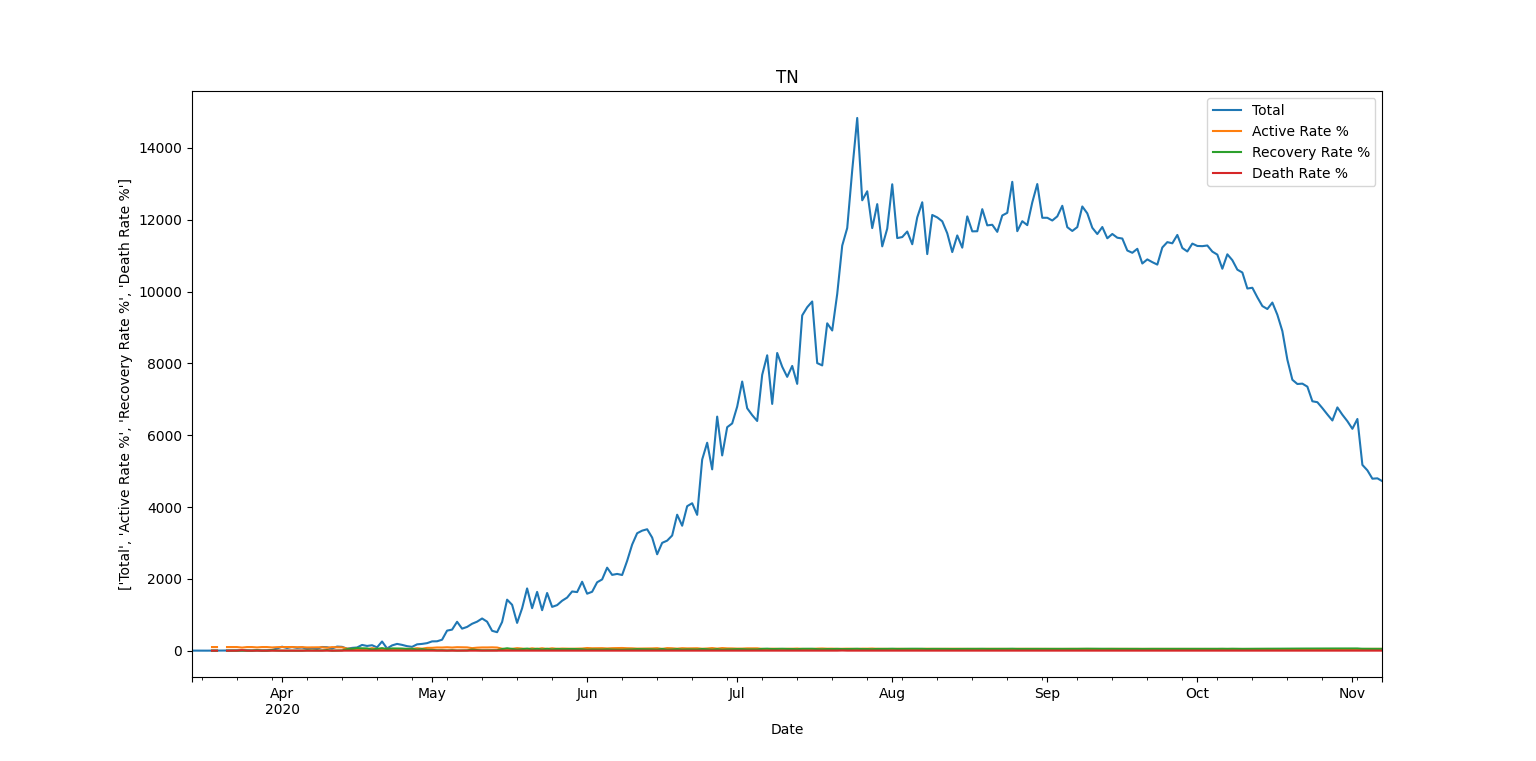 TN
Total
Active Rate %
Recovery Rate %
Death Rate %
['Total', 'Active Rate %', 'Recovery Rate %', 'Death Rate %']
14000
12000
10000
8000
6000
4000
2000
0
Apr May Jun Jul Aug Sep Oct Nov
2020
Date